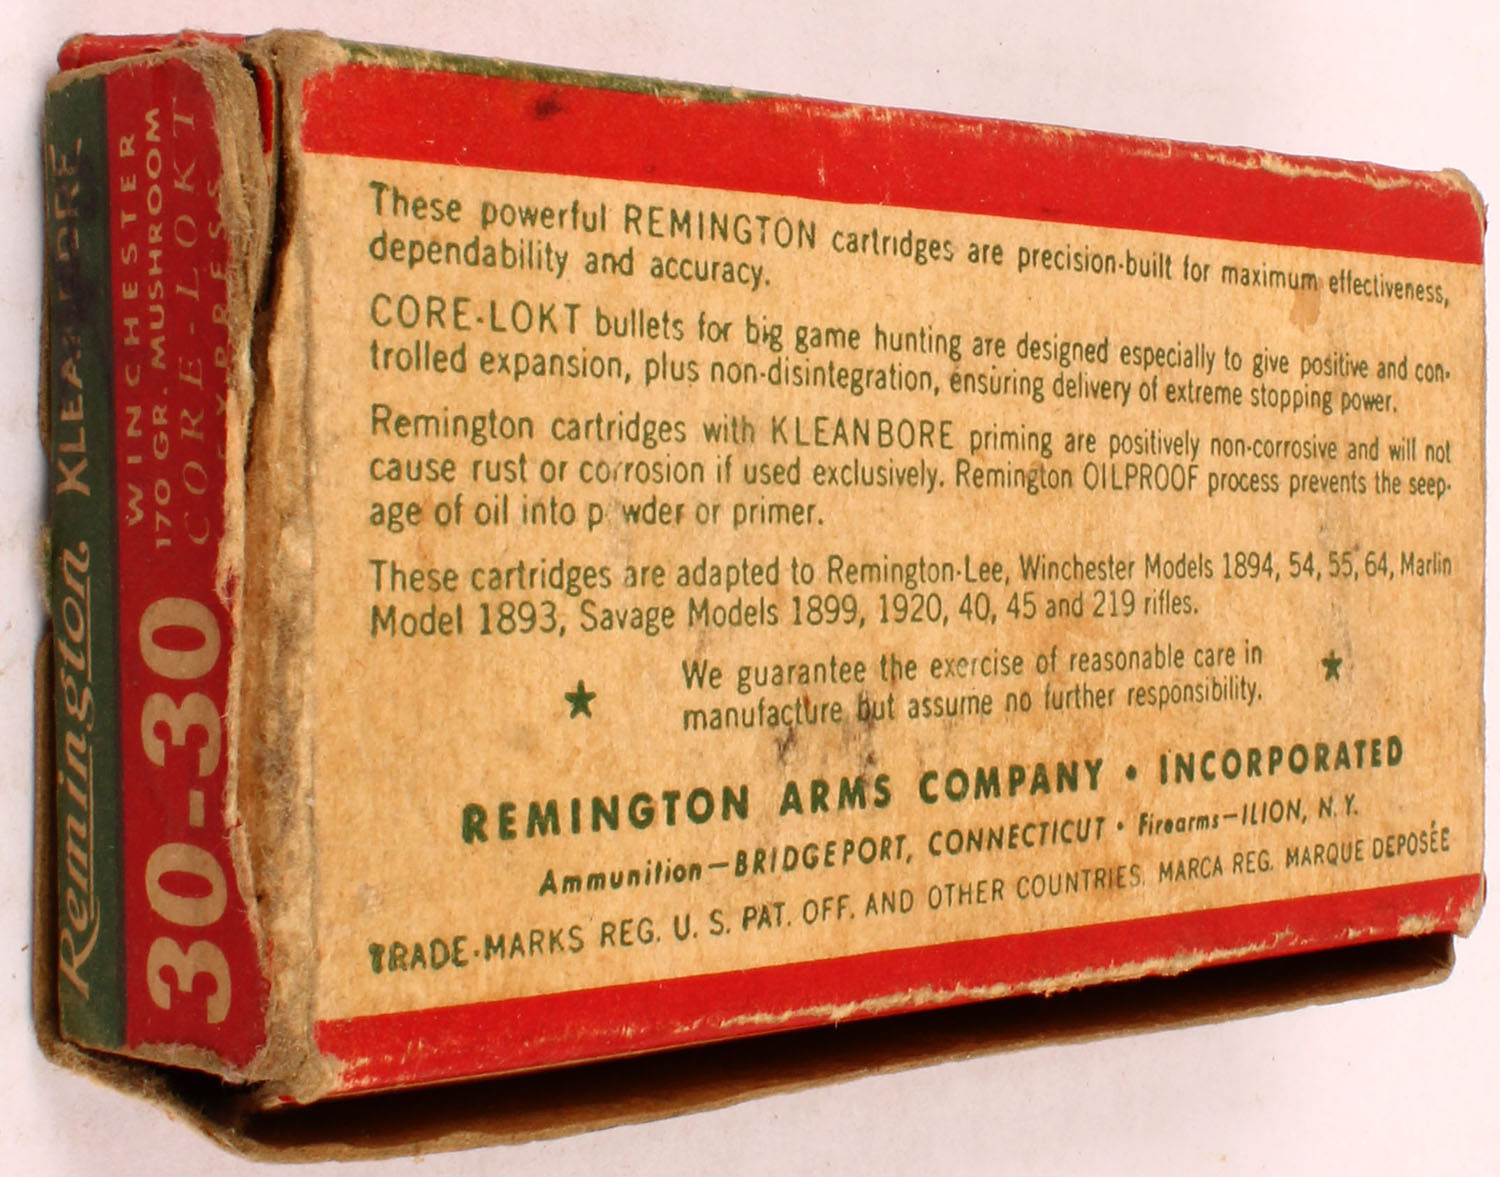 Remington
30-30
WINCHESTER
170 GR. MUSHROOM
CORE-LOKT
EXPRESS
These powerful REMINGTON cartridges are precision-built for maximum effectiveness,
dependability and accuracy.
CORE-LOKT bullets for big game hunting are designed especially to give positive and con-
trolled expansion, plus non-disintegration, ensuring delivery of extreme stopping power.
Remington cartridges with KLEANBORE priming are positively non-corrosive and will not
cause rust or corrosion if used exclusively. Remington OILPROOF process prevents the seep-
age of oil into p wder or primer.
These cartridges are adapted to Remington-Lee, Winchester Models 1894, 54, 55, 64, Marlin
Model 1893, Savage Models 1899, 1920, 40, 45 and 219 rifles.
We guarantee the exercise of reasonable care in
manufacture but assume no further responsibility.
REMINGTON ARMS COMPANY • INCORPORATED
Ammunition—BRIDGEPORT, CONNECTICUT • Firearms—ILION, N. Y.
TRADE-MARKS REG. U. S. PAT. OFF. AND OTHER COUNTRIES, MARCA REG. MARQUE DEPOSÉE